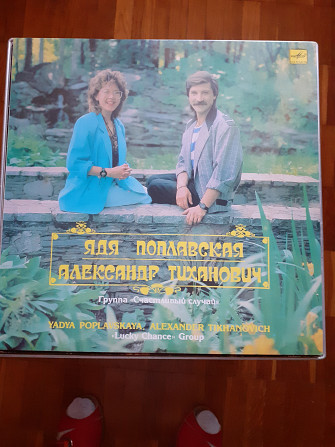 ЯДЯ ПОПЛАВСКАЯ
АЛЕКСАНДР ТИХАНОВИЧ
Группа «Счастливый случай»
YADYA POPLAVSKAYA, ALEXANDER TIKHANOVICH
«Lucky Chance» Group